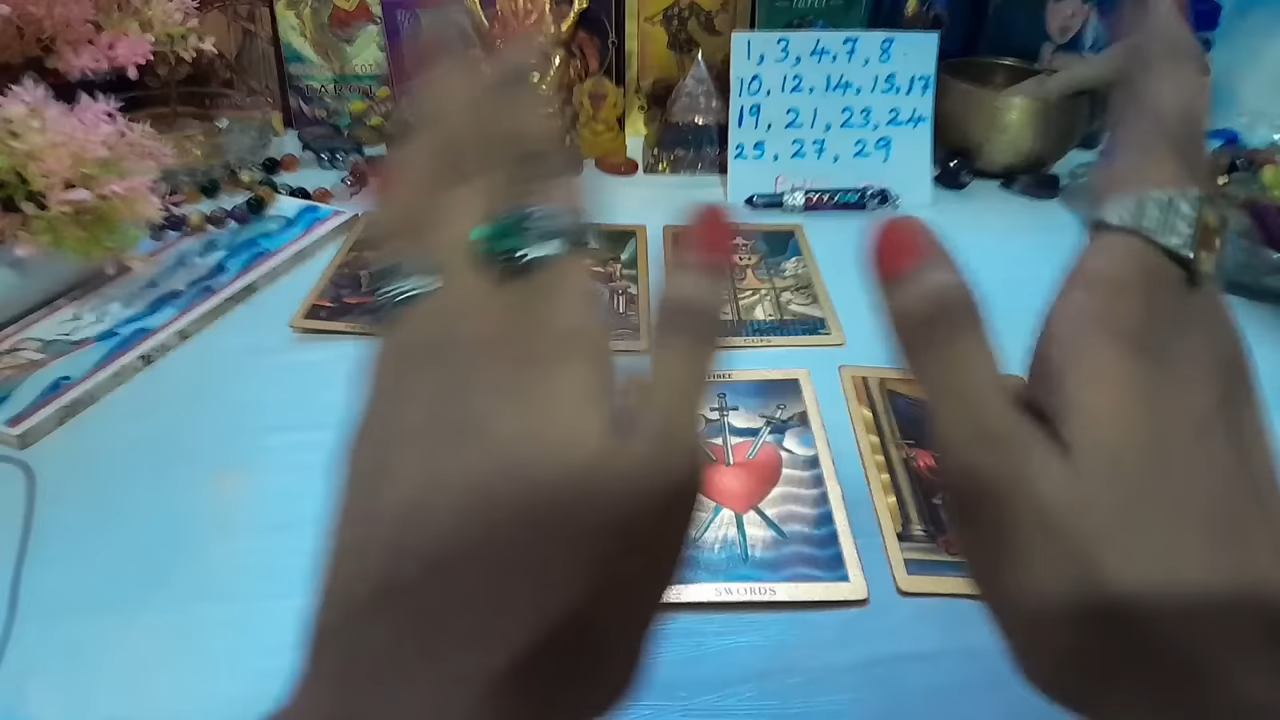 TAROT
1, 3, 4, 7, 8
10, 12, 14, 15, 17
19, 21, 23, 24
25, 27, 29
CUPS
THREE
SWORDS